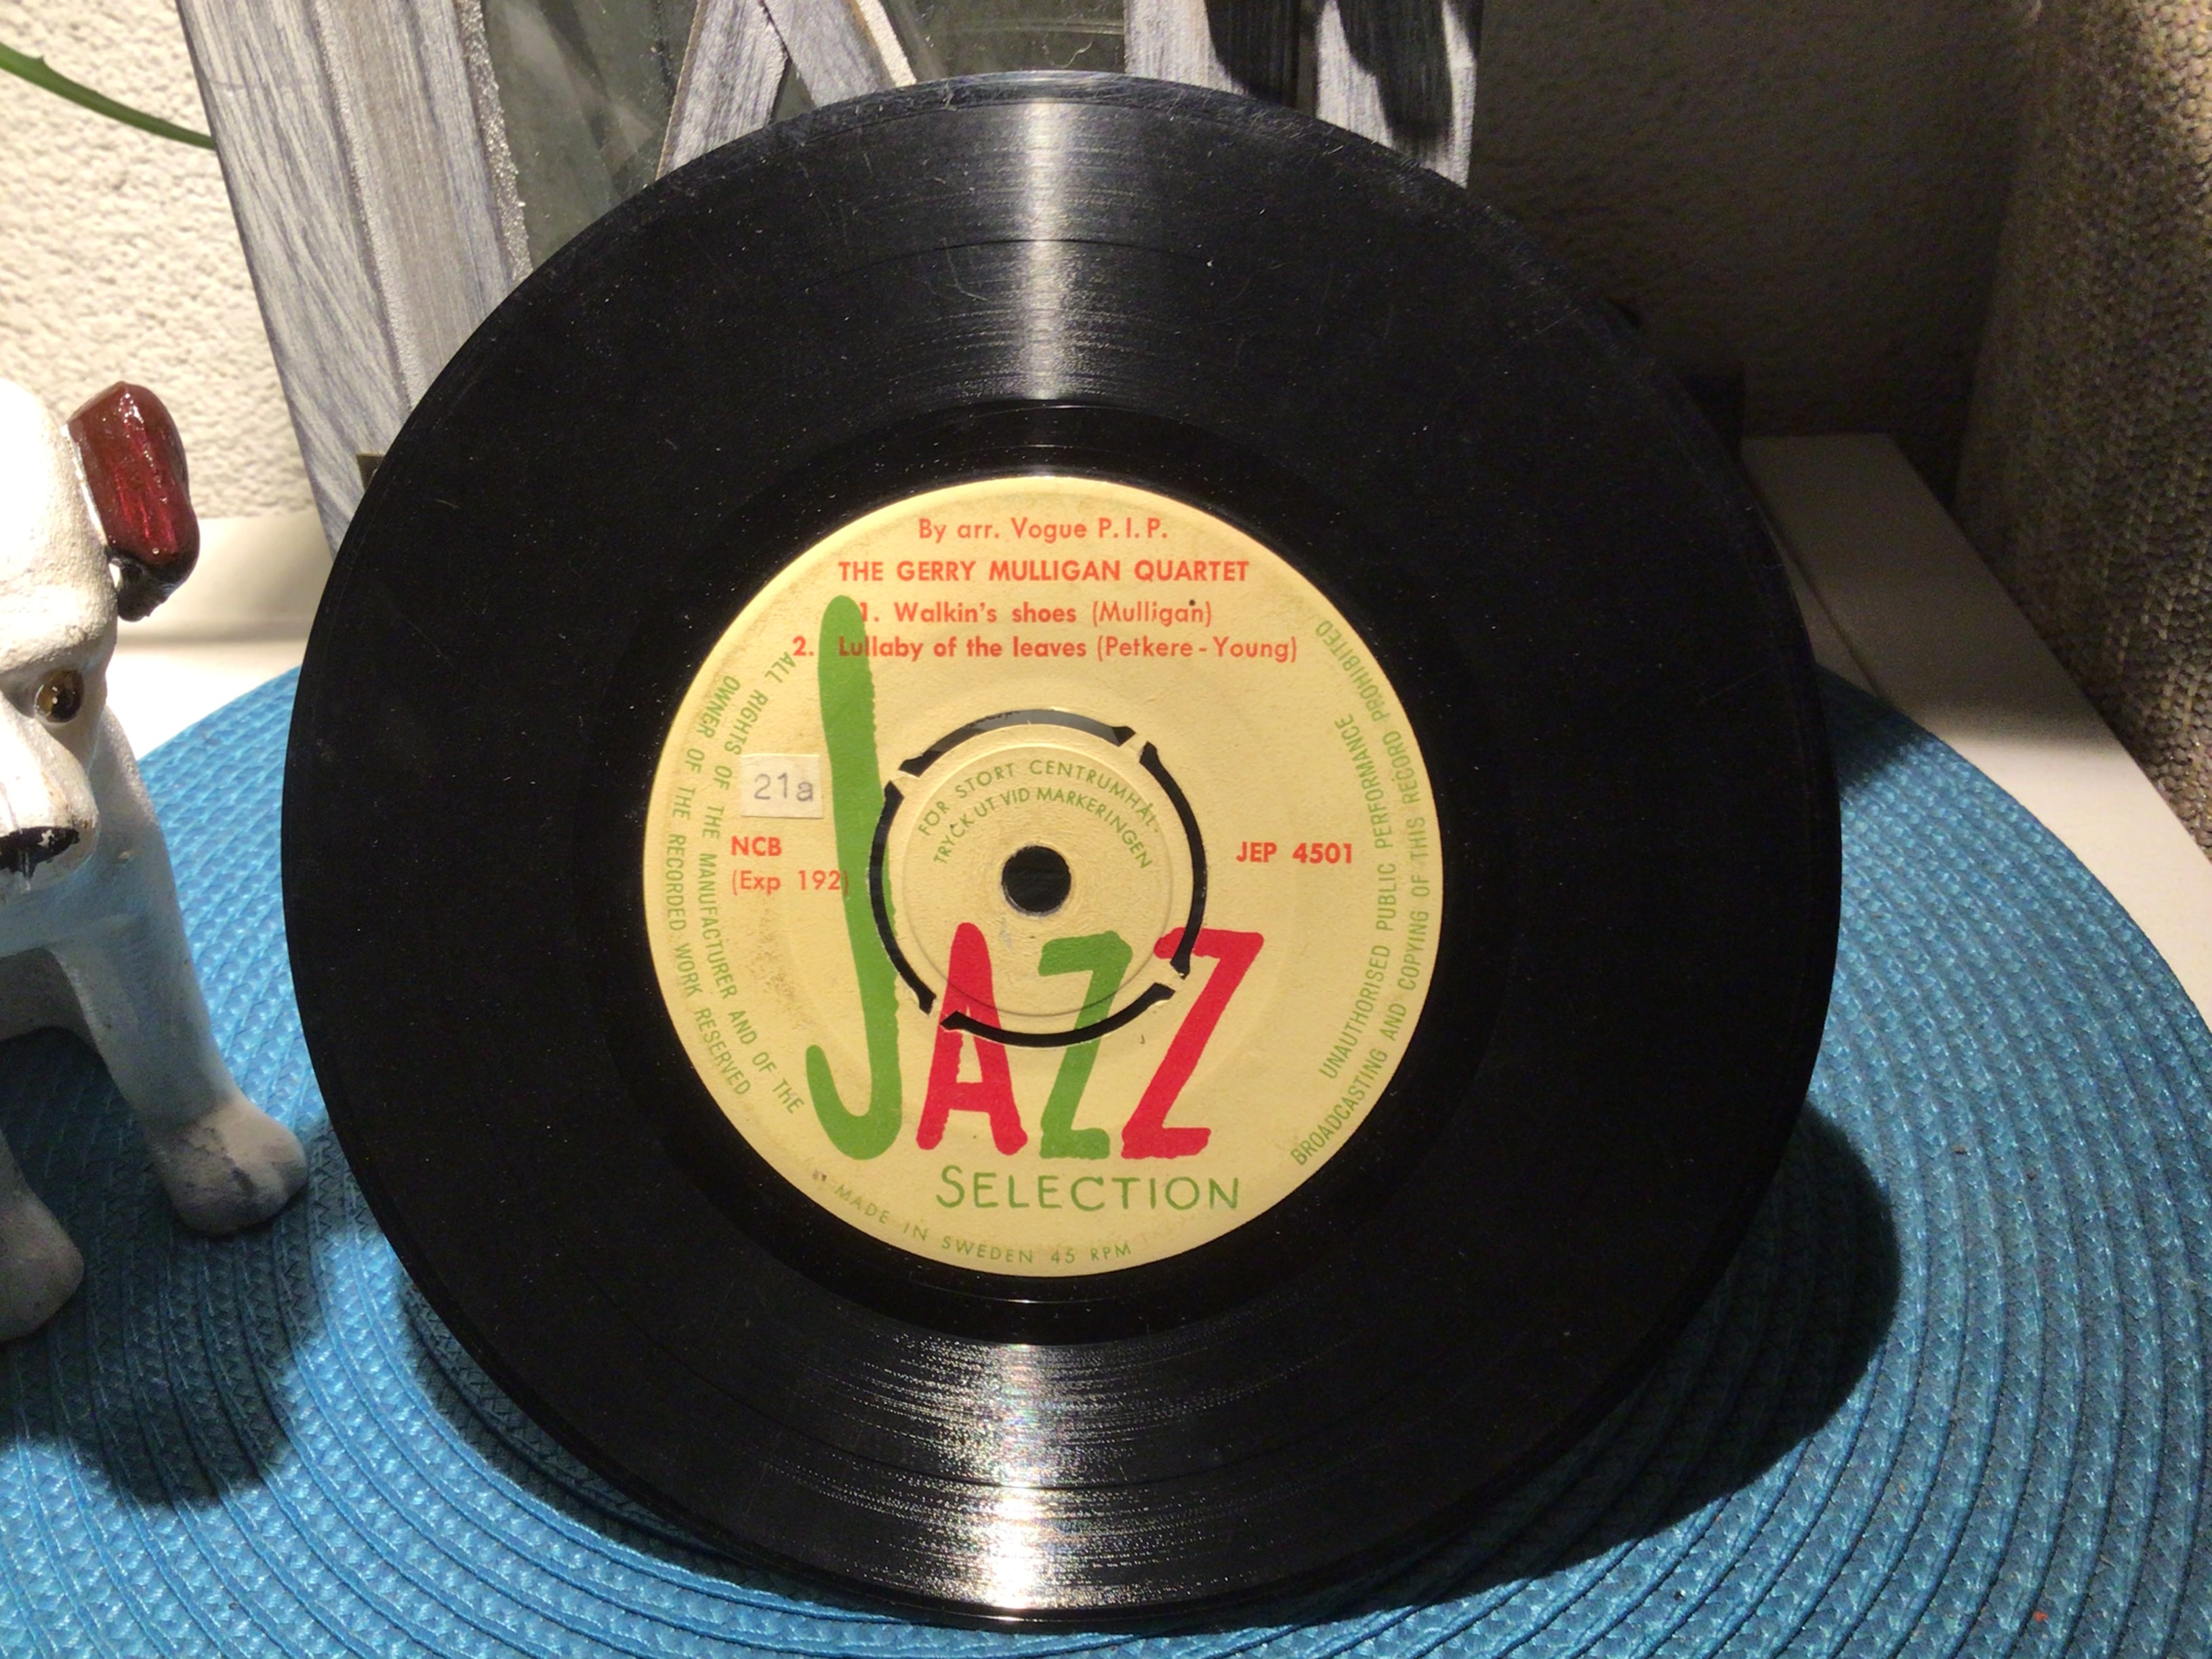 By arr. Vogue P.I.P.
THE GERRY MULLIGAN QUARTET
1. Walkin's shoes (Mulligan)
2. Lullaby of the leaves (Petkere-Young)
21a
NCB
(Exp 192)
JEP 4501
FÖR STORT CENTRUMHÅL-
TRYCK UT VID MARKERINGEN
JAZZ
SELECTION
ALL RIGHTS OF THE MANUFACTURER AND OF THE
OWNER OF THE RECORDED WORK RESERVED
UNAUTHORISED PUBLIC PERFORMANCE
BROADCASTING AND COPYING OF THIS RECORD PROHIBITED
MADE IN SWEDEN 45 RPM